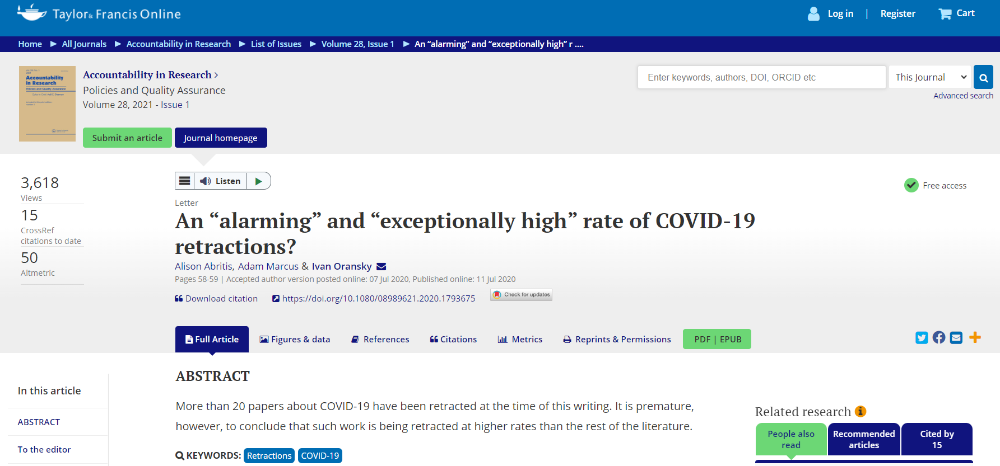 Taylor & Francis Online
Log in | Register Cart
Home ▶ All Journals ▶ Accountability in Research ▶ List of Issues ▶ Volume 28, Issue 1 ▶ An “alarming” and “exceptionally high” r ....
Accountability in Research
Policies and Quality Assurance
Accountability in Research >
Policies and Quality Assurance
Volume 28, 2021 - Issue 1
Enter keywords, authors, DOI, ORCID etc
This Journal
Advanced search
Submit an article
Journal homepage
3,618
Views
15
CrossRef
citations to date
50
Altmetric
Listen
Free access
Letter
An “alarming” and “exceptionally high” rate of COVID-19
retractions?
Alison Abritis, Adam Marcus & Ivan Oransky
Pages 58-59 | Accepted author version posted online: 07 Jul 2020, Published online: 11 Jul 2020
Download citation https://doi.org/10.1080/08989621.2020.1793675 Check for updates
Full Article Figures & data References Citations Metrics Reprints & Permissions PDF | EPUB
In this article
ABSTRACT
To the editor
ABSTRACT
More than 20 papers about COVID-19 have been retracted at the time of this writing. It is premature,
however, to conclude that such work is being retracted at higher rates than the rest of the literature.
KEYWORDS: Retractions COVID-19
Related research
People also
read
Recommended
articles
Cited by
15